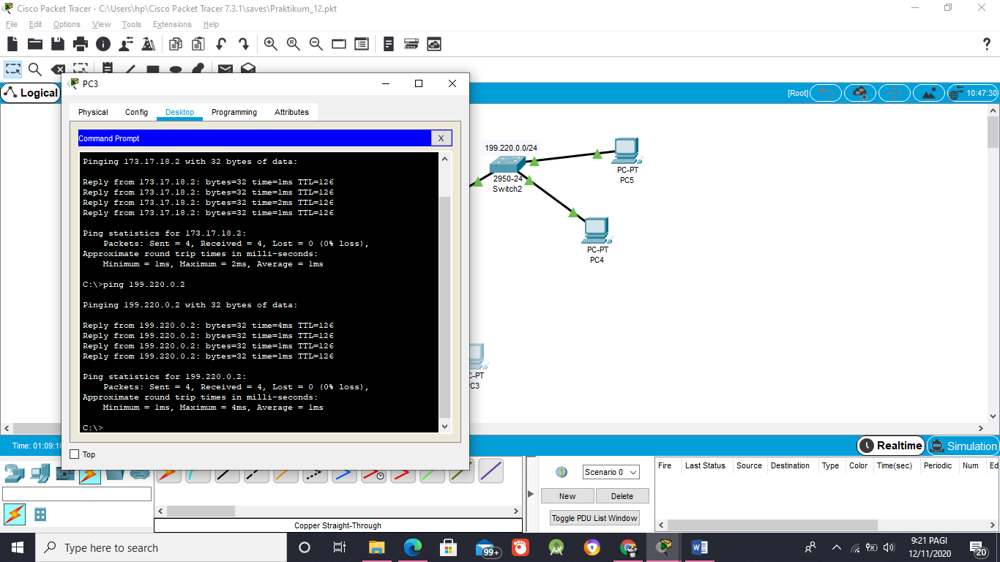 Cisco Packet Tracer - C:\Users\hp\Cisco Packet Tracer 7.3.1\saves\Praktikum_12.pkt
File Edit Options View Tools Extensions Help
?
Logical
[Root]
10:47:30
PC3
Physical Config Desktop Programming Attributes
Command Prompt
X
Pinging 173.17.18.2 with 32 bytes of data:
Reply from 173.17.18.2: bytes=32 time=1ms TTL=126
Reply from 173.17.18.2: bytes=32 time=1ms TTL=126
Reply from 173.17.18.2: bytes=32 time=2ms TTL=126
Reply from 173.17.18.2: bytes=32 time=1ms TTL=126
Ping statistics for 173.17.18.2:
Packets: Sent = 4, Received = 4, Lost = 0 (0% loss),
Approximate round trip times in milli-seconds:
Minimum = 1ms, Maximum = 2ms, Average = 1ms
C:\>ping 199.220.0.2
Pinging 199.220.0.2 with 32 bytes of data:
Reply from 199.220.0.2: bytes=32 time=4ms TTL=126
Reply from 199.220.0.2: bytes=32 time=1ms TTL=126
Reply from 199.220.0.2: bytes=32 time=1ms TTL=126
Reply from 199.220.0.2: bytes=32 time=1ms TTL=126
Ping statistics for 199.220.0.2:
Packets: Sent = 4, Received = 4, Lost = 0 (0% loss),
Approximate round trip times in milli-seconds:
Minimum = 1ms, Maximum = 4ms, Average = 1ms
C:\>
Top
199.220.0.0/24
2950-24
Switch2
PC-PT
PC5
PC-PT
PC4
C-PT
C3
Time: 01:09:10
Realtime
Simulation
Scenario 0
New
Delete
Toggle PDU List Window
Fire Last Status Source Destination Type Color Time(sec) Periodic Num Ed
Copper Straight-Through
Type here to search
99+
9:21 PAGI
12/11/2020
20